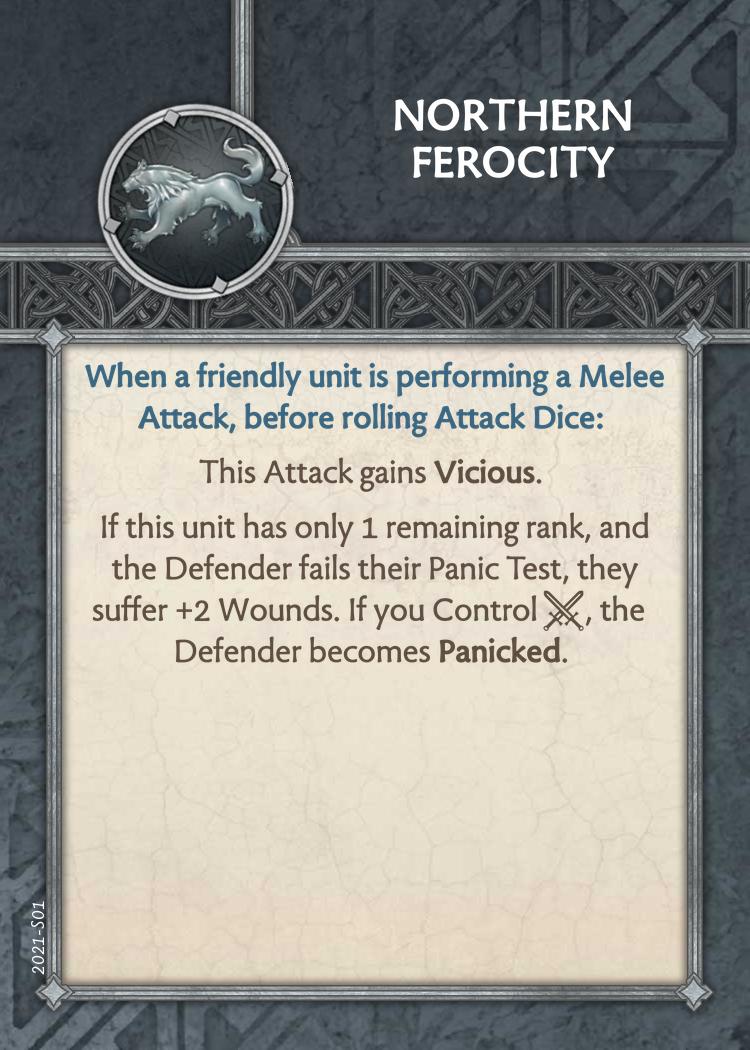 NORTHERN
FEROCITY
When a friendly unit is performing a Melee
Attack, before rolling Attack Dice:
This Attack gains Vicious.
If this unit has only 1 remaining rank, and
the Defender fails their Panic Test, they
suffer +2 Wounds. If you Control , the
Defender becomes Panicked.
2021-S01